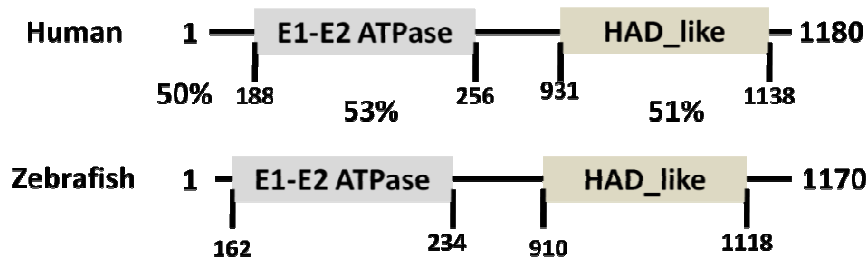 Human 1 E1-E2 ATPase HAD_like 1180
50% 188 256 931 1138
53% 51%
Zebrafish 1 E1-E2 ATPase HAD_like 1170
162 234 910 1118